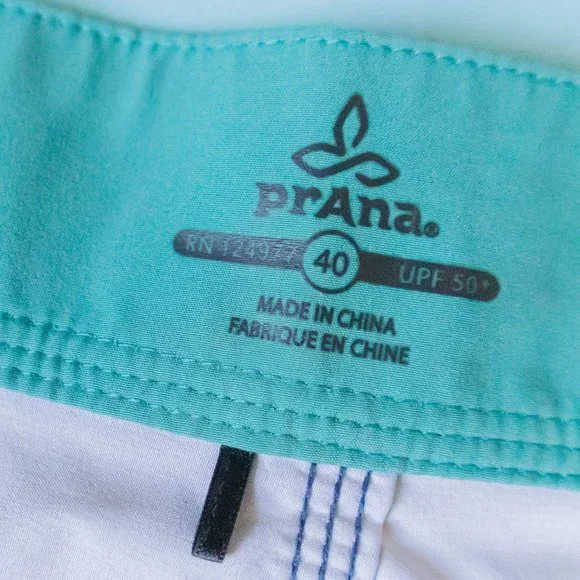 prAna®
RN 124977 40 UPF 50+
MADE IN CHINA
FABRIQUE EN CHINE